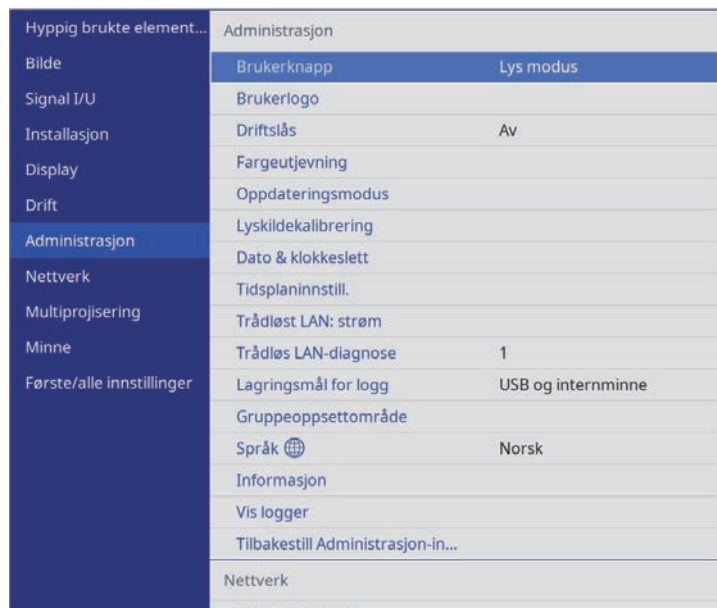 Hyppig brukte element...
Bilde
Signal I/U
Installasjon
Display
Drift
Administrasjon
Nettverk
Multiprojisering
Minne
Første/alle innstillinger
Administrasjon
Brukerknapp Lys modus
Brukerlogo
Driftslås Av
Fargeutjevning
Oppdateringsmodus
Lyskildekalibrering
Dato & klokkeslett
Tidsplaninnstill.
Trådløst LAN: strøm
Trådløs LAN-diagnose 1
Lagringsmål for logg USB og internminne
Gruppeoppsettområde
Språk Norsk
Informasjon
Vis logger
Tilbakestill Administrasjon-in...
Nettverk